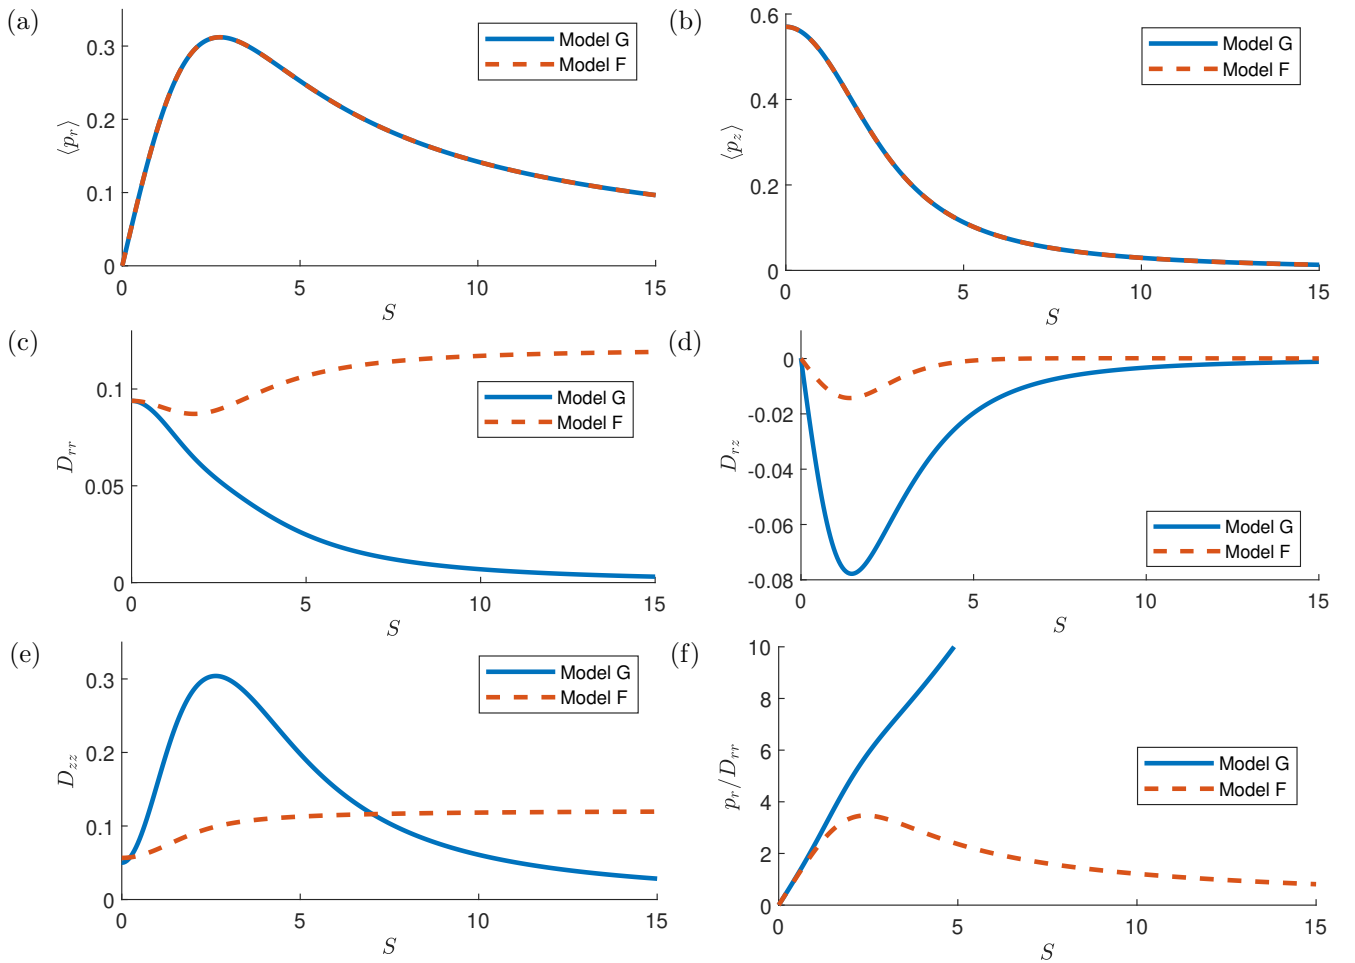 (a)
0.3
0.2
0.1
0
⟨p_r⟩
Model G
Model F
0 5 10 15
S
(b)
0.6
0.4
0.2
0
⟨p_z⟩
Model G
Model F
0 5 10 15
S
(c)
0.1
0.05
0
D_rr
Model G
Model F
0 5 10 15
S
(d)
0
-0.02
-0.04
-0.06
-0.08
D_rz
Model G
Model F
0 5 10 15
S
(e)
0.3
0.2
0.1
0
D_zz
Model G
Model F
0 5 10 15
S
(f)
10
8
6
4
2
0
p_r/D_rr
Model G
Model F
0 5 10 15
S